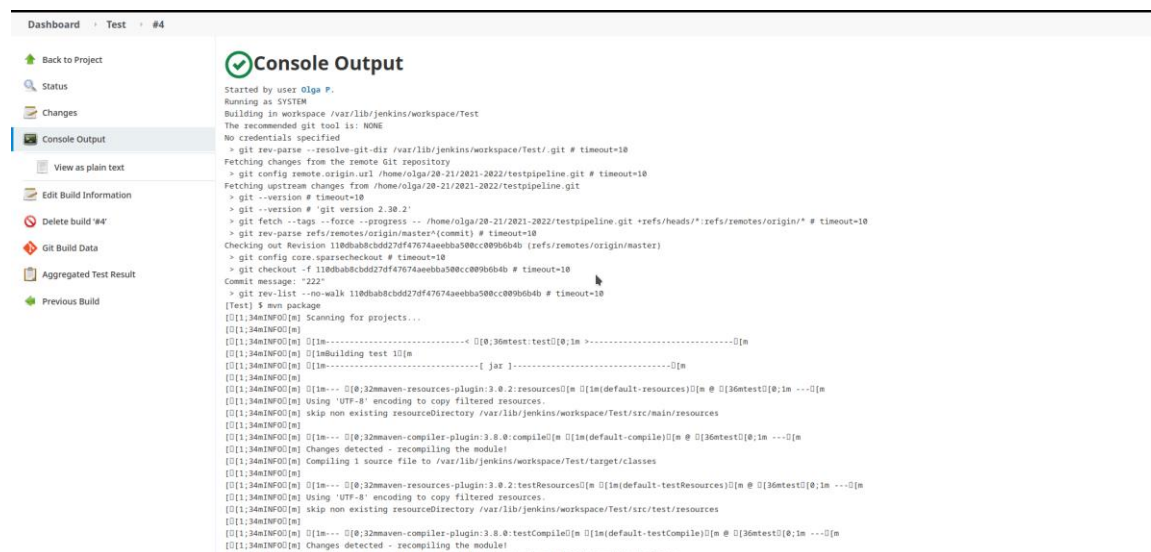 Dashboard Test #4
Back to Project
Status
Changes
Console Output
View as plain text
Edit Build Information
Delete build '#4'
Git Build Data
Aggregated Test Result
Previous Build
Console Output
Started by user Olga P.
Running as SYSTEM
Building in workspace /var/lib/jenkins/workspace/Test
The recommended git tool is: NONE
No credentials specified
> git rev-parse --resolve-git-dir /var/lib/jenkins/workspace/Test/.git # timeout=10
Fetching changes from the remote Git repository
> git config remote.origin.url /home/olga/20-21/2021-2022/testpipeline.git # timeout=10
Fetching upstream changes from /home/olga/20-21/2021-2022/testpipeline.git
> git --version # timeout=10
> git --version # 'git version 2.30.2'
> git fetch --tags --force --progress -- /home/olga/20-21/2021-2022/testpipeline.git +refs/heads/*:refs/remotes/origin/* # timeout=10
> git rev-parse refs/remotes/origin/master^{commit} # timeout=10
Checking out Revision 110dbab8cbdd27df47674aeebba500cc009b6b4b (refs/remotes/origin/master)
> git config core.sparsecheckout # timeout=10
> git checkout -f 110dbab8cbdd27df47674aeebba500cc009b6b4b # timeout=10
Commit message: "222"
> git rev-list --no-walk 110dbab8cbdd27df47674aeebba500cc009b6b4b # timeout=10
[Test] $ mvn package
[▯[1;34mINFO▯[m] Scanning for projects...
[▯[1;34mINFO▯[m]
[▯[1;34mINFO▯[m] ▯[1m----------------------------< ▯[0;36mtest:test▯[0;1m >-----------------------------▯[m
[▯[1;34mINFO▯[m] ▯[1mBuilding test 1▯[m
[▯[1;34mINFO▯[m] ▯[1m--------------------------------[ jar ]---------------------------------▯[m
[▯[1;34mINFO▯[m]
[▯[1;34mINFO▯[m] ▯[1m--- ▯[0;32mmaven-resources-plugin:3.0.2:resources▯[m ▯[1m(default-resources)▯[m @ ▯[36mtest▯[0;1m ---▯[m
[▯[1;34mINFO▯[m] Using 'UTF-8' encoding to copy filtered resources.
[▯[1;34mINFO▯[m] skip non existing resourceDirectory /var/lib/jenkins/workspace/Test/src/main/resources
[▯[1;34mINFO▯[m]
[▯[1;34mINFO▯[m] ▯[1m--- ▯[0;32mmaven-compiler-plugin:3.8.0:compile▯[m ▯[1m(default-compile)▯[m @ ▯[36mtest▯[0;1m ---▯[m
[▯[1;34mINFO▯[m] Changes detected - recompiling the module!
[▯[1;34mINFO▯[m] Compiling 1 source file to /var/lib/jenkins/workspace/Test/target/classes
[▯[1;34mINFO▯[m]
[▯[1;34mINFO▯[m] ▯[1m--- ▯[0;32mmaven-resources-plugin:3.0.2:testResources▯[m ▯[1m(default-testResources)▯[m @ ▯[36mtest▯[0;1m ---▯[m
[▯[1;34mINFO▯[m] Using 'UTF-8' encoding to copy filtered resources.
[▯[1;34mINFO▯[m] skip non existing resourceDirectory /var/lib/jenkins/workspace/Test/src/test/resources
[▯[1;34mINFO▯[m]
[▯[1;34mINFO▯[m] ▯[1m--- ▯[0;32mmaven-compiler-plugin:3.8.0:testCompile▯[m ▯[1m(default-testCompile)▯[m @ ▯[36mtest▯[0;1m ---▯[m
[▯[1;34mINFO▯[m] Changes detected - recompiling the module!